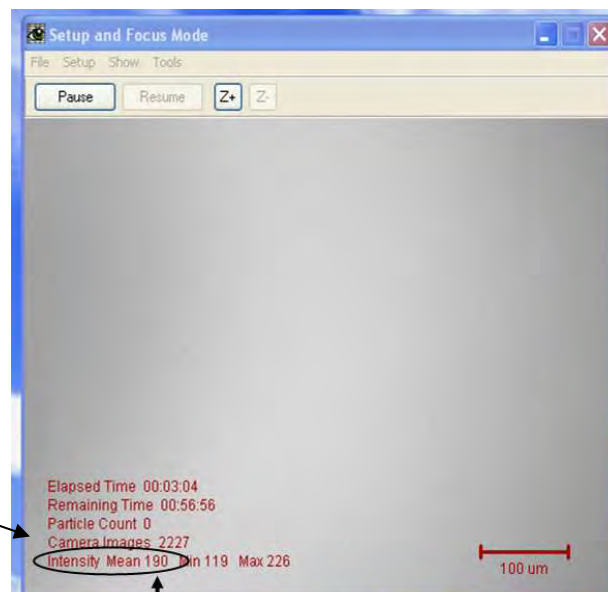 Setup and Focus Mode
File Setup Show Tools
Pause Resume Z+ Z-
Elapsed Time 00:03:04
Remaining Time 00:56:56
Particle Count 0
Camera Images 2227
Intensity Mean 190 Min 119 Max 226
100 um